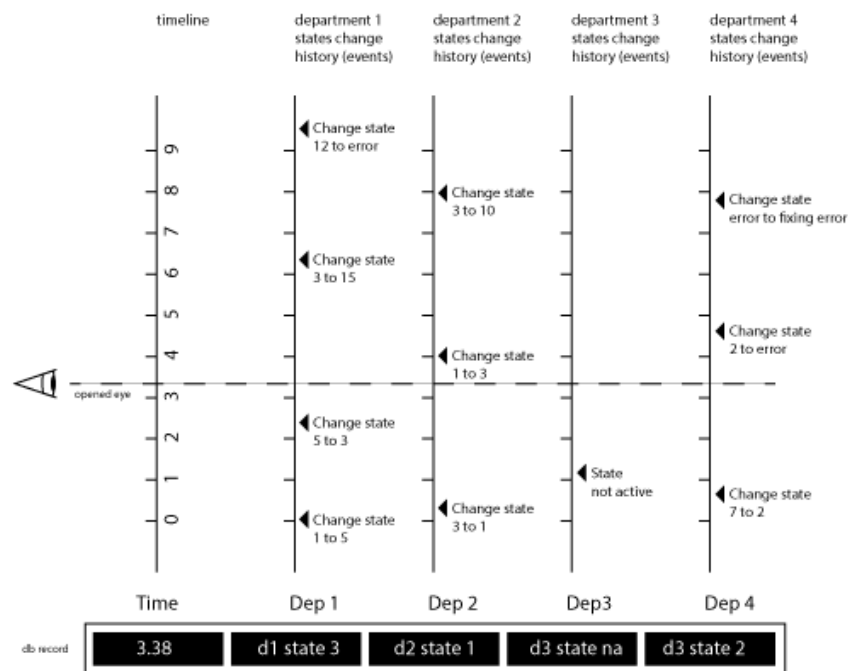 timeline
department 1
states change
history (events)
department 2
states change
history (events)
department 3
states change
history (events)
department 4
states change
history (events)
9
8
7
6
5
4
3
2
1
0
Change state
12 to error
Change state
3 to 15
Change state
5 to 3
Change state
1 to 5
Change state
3 to 10
Change state
1 to 3
Change state
3 to 1
State
not active
Change state
error to fixing error
Change state
2 to error
Change state
7 to 2
opened eye
Time
Dep 1
Dep 2
Dep3
Dep 4
db record
3.38
d1 state 3
d2 state 1
d3 state na
d3 state 2